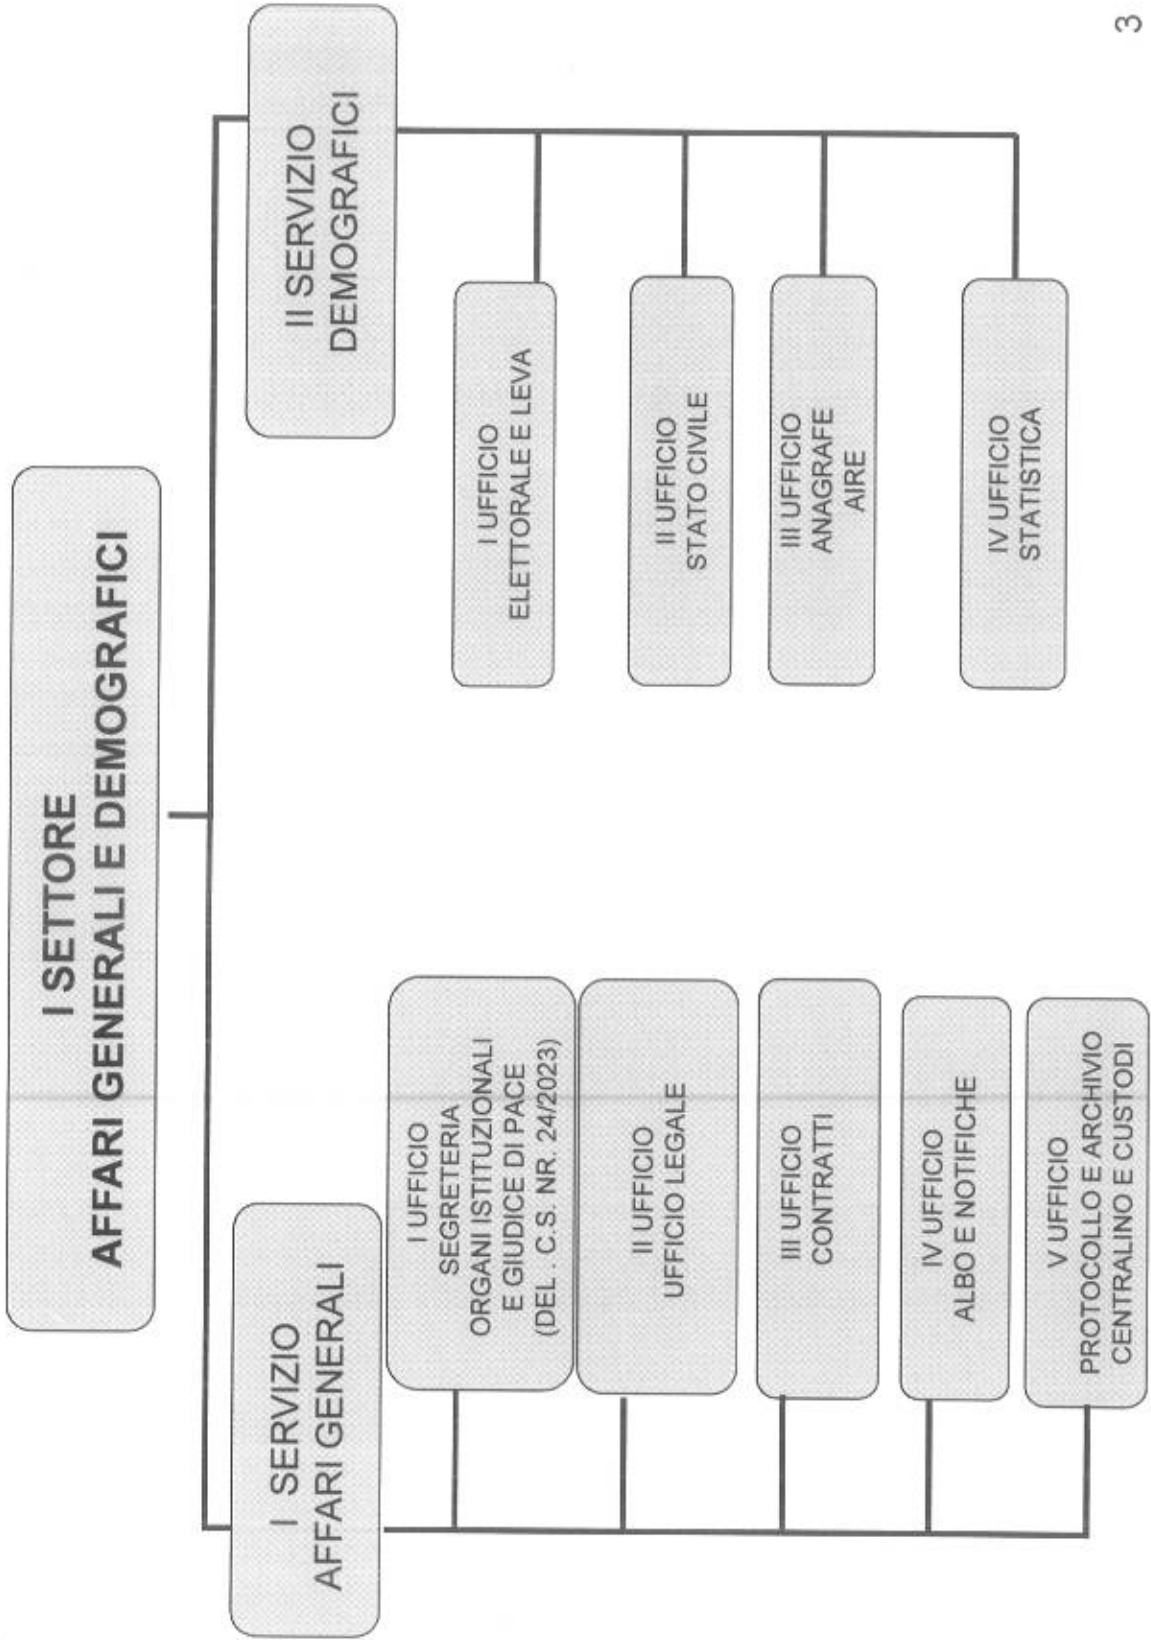 I SETTORE
AFFARI GENERALI E DEMOGRAFICI
I SERVIZIO
AFFARI GENERALI
I UFFICIO
SEGRETERIA
ORGANI ISTITUZIONALI
E GIUDICE DI PACE
(DEL . C.S. NR. 24/2023)
II UFFICIO
UFFICIO LEGALE
III UFFICIO
CONTRATTI
IV UFFICIO
ALBO E NOTIFICHE
V UFFICIO
PROTOCOLLO E ARCHIVIO
CENTRALINO E CUSTODI
II SERVIZIO
DEMOGRAFICI
I UFFICIO
ELETTORALE E LEVA
II UFFICIO
STATO CIVILE
III UFFICIO
ANAGRAFE
AIRE
IV UFFICIO
STATISTICA
3